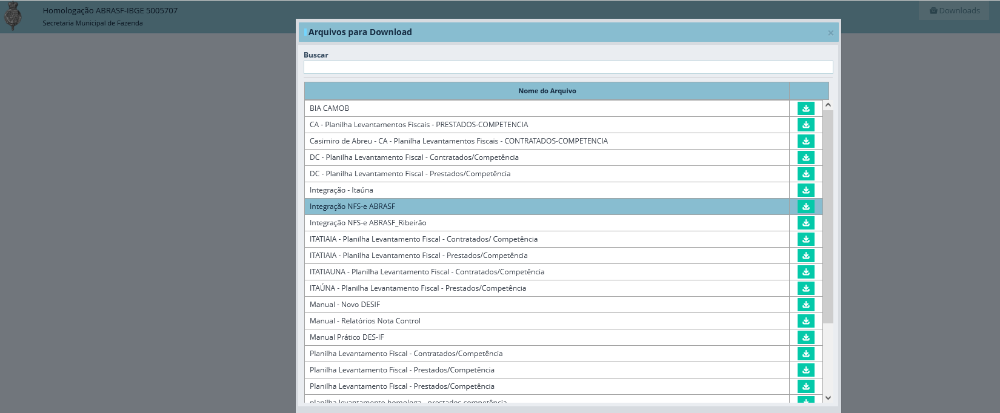 Homologação ABRASF-IBGE 5005707
Secretaria Municipal de Fazenda
Downloads
Arquivos para Download
×
Buscar
Nome do Arquivo
BIA CAMOB
CA - Planilha Levantamentos Fiscais - PRESTADOS-COMPETENCIA
Casimiro de Abreu - CA - Planilha Levantamentos Fiscais - CONTRATADOS-COMPETENCIA
DC - Planilha Levantamento Fiscal - Contratados/Competência
DC - Planilha Levantamento Fiscal - Prestados/Competência
Integração - Itaúna
Integração NFS-e ABRASF
Integração NFS-e ABRASF_Ribeirão
ITATIAIA - Planilha Levantamento Fiscal - Contratados/ Competência
ITATIAIA - Planilha Levantamento Fiscal - Prestados/Competência
ITATIAUNA - Planilha Levantamento Fiscal - Contratados/Competência
ITAÚNA - Planilha Levantamento Fiscal - Prestados/Competência
Manual - Novo DESIF
Manual - Relatórios Nota Control
Manual Prático DES-IF
Planilha Levantamento Fiscal - Contratados/Competência
Planilha Levantamento Fiscal - Prestados/Competência
Planilha Levantamento Fiscal - Prestados/Competência
planilha levantamento homologa - prestados competência